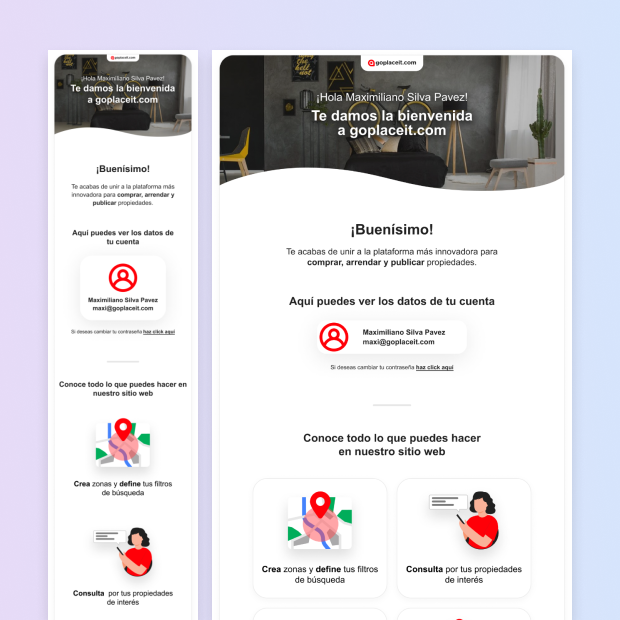 goplaceit.com
¡Hola Maximiliano Silva Pavez!
Te damos la bienvenida
a goplaceit.com
¡Buenísimo!
Te acabas de unir a la plataforma más
innovadora para comprar, arrendar y
publicar propiedades.
Aquí puedes ver los datos de
tu cuenta
Maximiliano Silva Pavez
maxi@goplaceit.com
Si deseas cambiar tu contraseña haz click aquí
Conoce todo lo que puedes hacer en
nuestro sitio web
Crea zonas y define tus filtros
de búsqueda
Consulta por tus propiedades
de interés
goplaceit.com
¡Hola Maximiliano Silva Pavez!
Te damos la bienvenida
a goplaceit.com
¡Buenísimo!
Te acabas de unir a la plataforma más innovadora para
comprar, arrendar y publicar propiedades.
Aquí puedes ver los datos de tu cuenta
Maximiliano Silva Pavez
maxi@goplaceit.com
Si deseas cambiar tu contraseña haz click aquí
Conoce todo lo que puedes hacer
en nuestro sitio web
Crea zonas y define tus filtros
de búsqueda
Consulta por tus propiedades
de interés